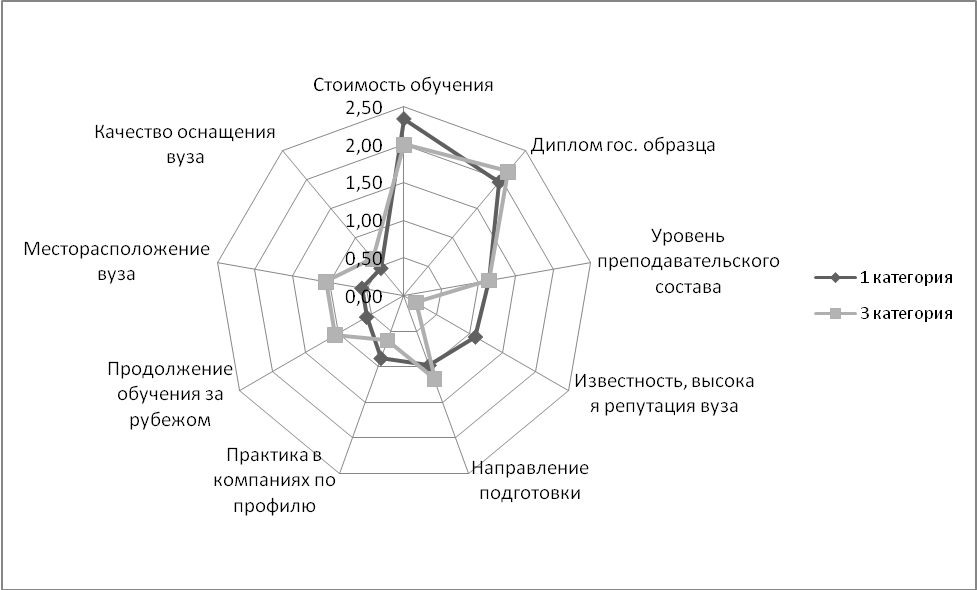 Стоимость обучения
2,50
2,00
1,50
1,00
0,50
0,00
Диплом гос. образца
Уровень
преподавательского
состава
Известность, высока
я репутация вуза
Направление
подготовки
Практика в
компаниях по
профилю
Продолжение
обучения за
рубежом
Месторасположение
вуза
Качество оснащения
вуза
1 категория
3 категория